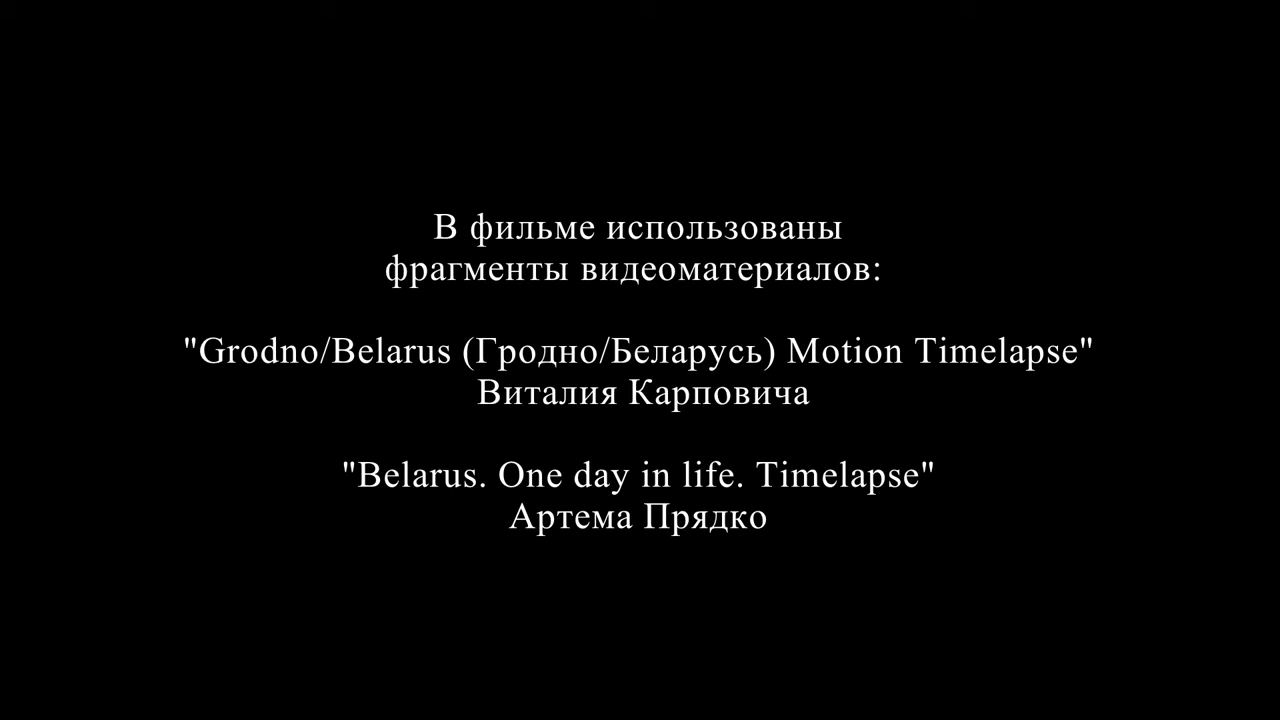 В фильме использованы
фрагменты видеоматериалов:
"Grodno/Belarus (Гродно/Беларусь) Motion Timelapse"
Виталия Карповича
"Belarus. One day in life. Timelapse"
Артема Прядко